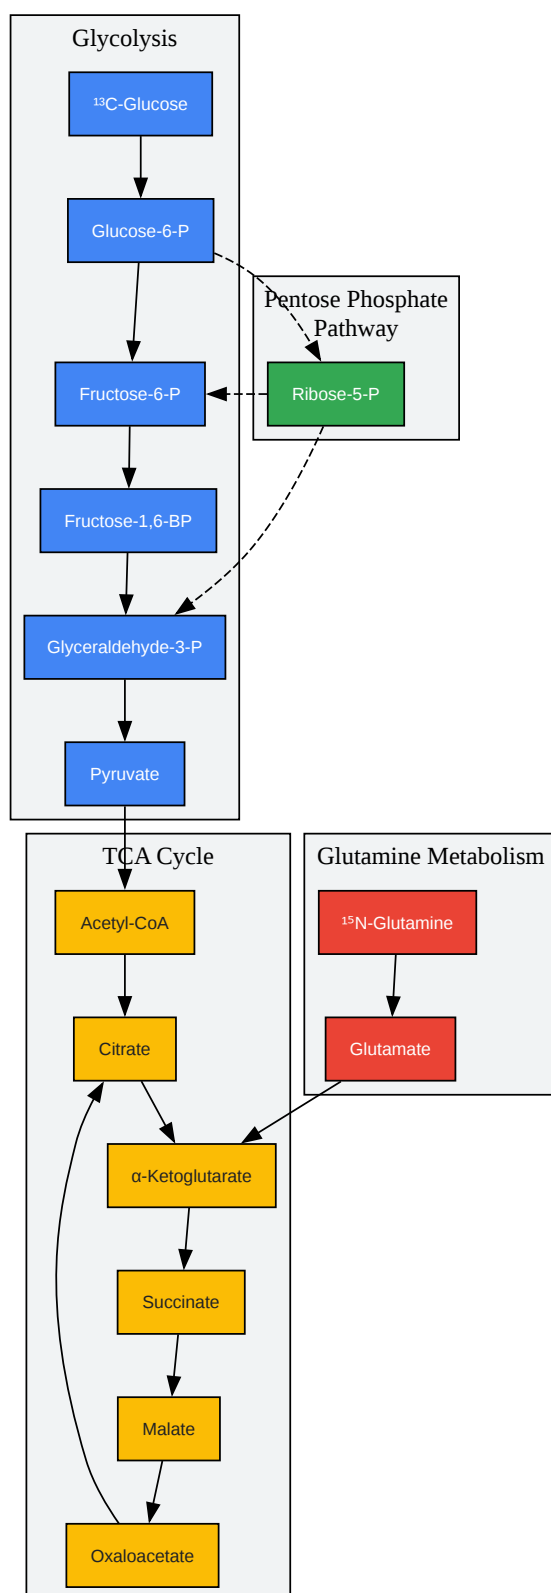 Glycolysis
¹³C-Glucose
Glucose-6-P
Pentose Phosphate
Pathway
Fructose-6-P
Ribose-5-P
Fructose-1,6-BP
Glyceraldehyde-3-P
Pyruvate
TCA Cycle
Glutamine Metabolism
Acetyl-CoA
¹⁵N-Glutamine
Citrate
Glutamate
α-Ketoglutarate
Succinate
Malate
Oxaloacetate